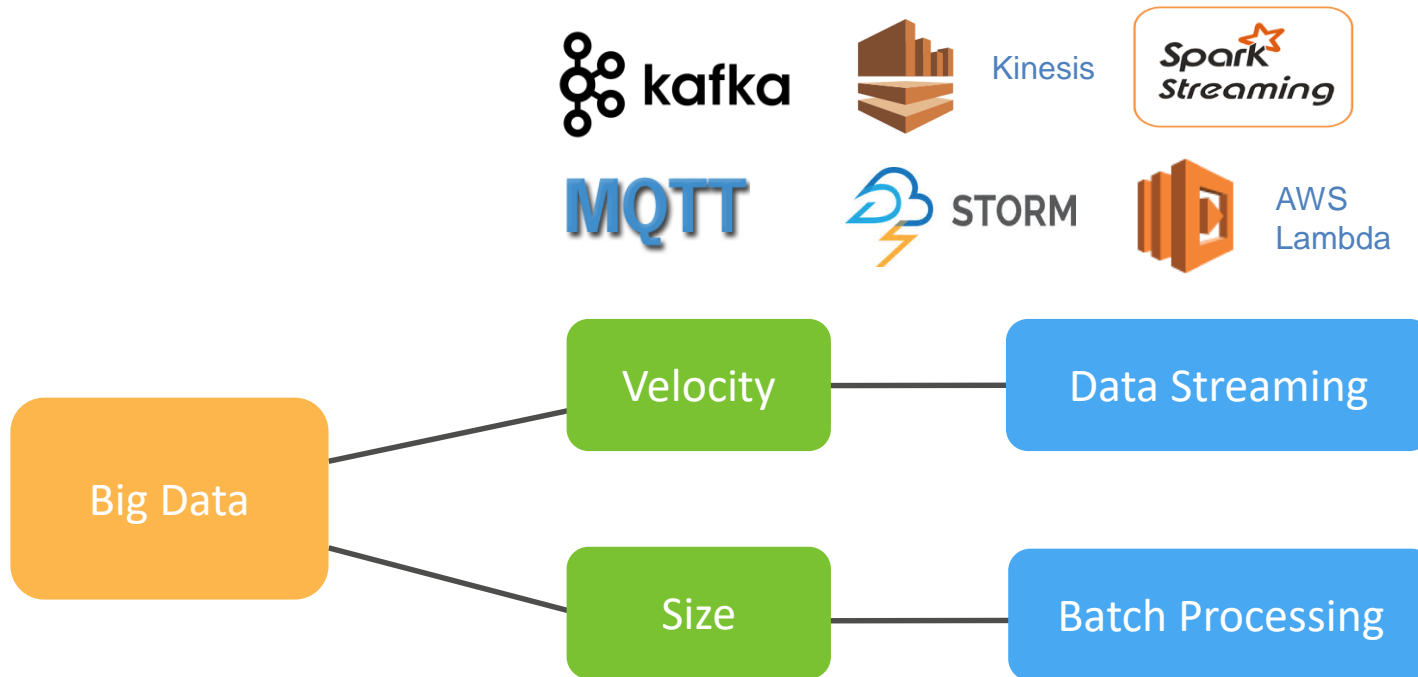 kafka
Kinesis
Spark
Streaming
MQTT
STORM
AWS
Lambda
Velocity
Data Streaming
Big Data
Size
Batch Processing